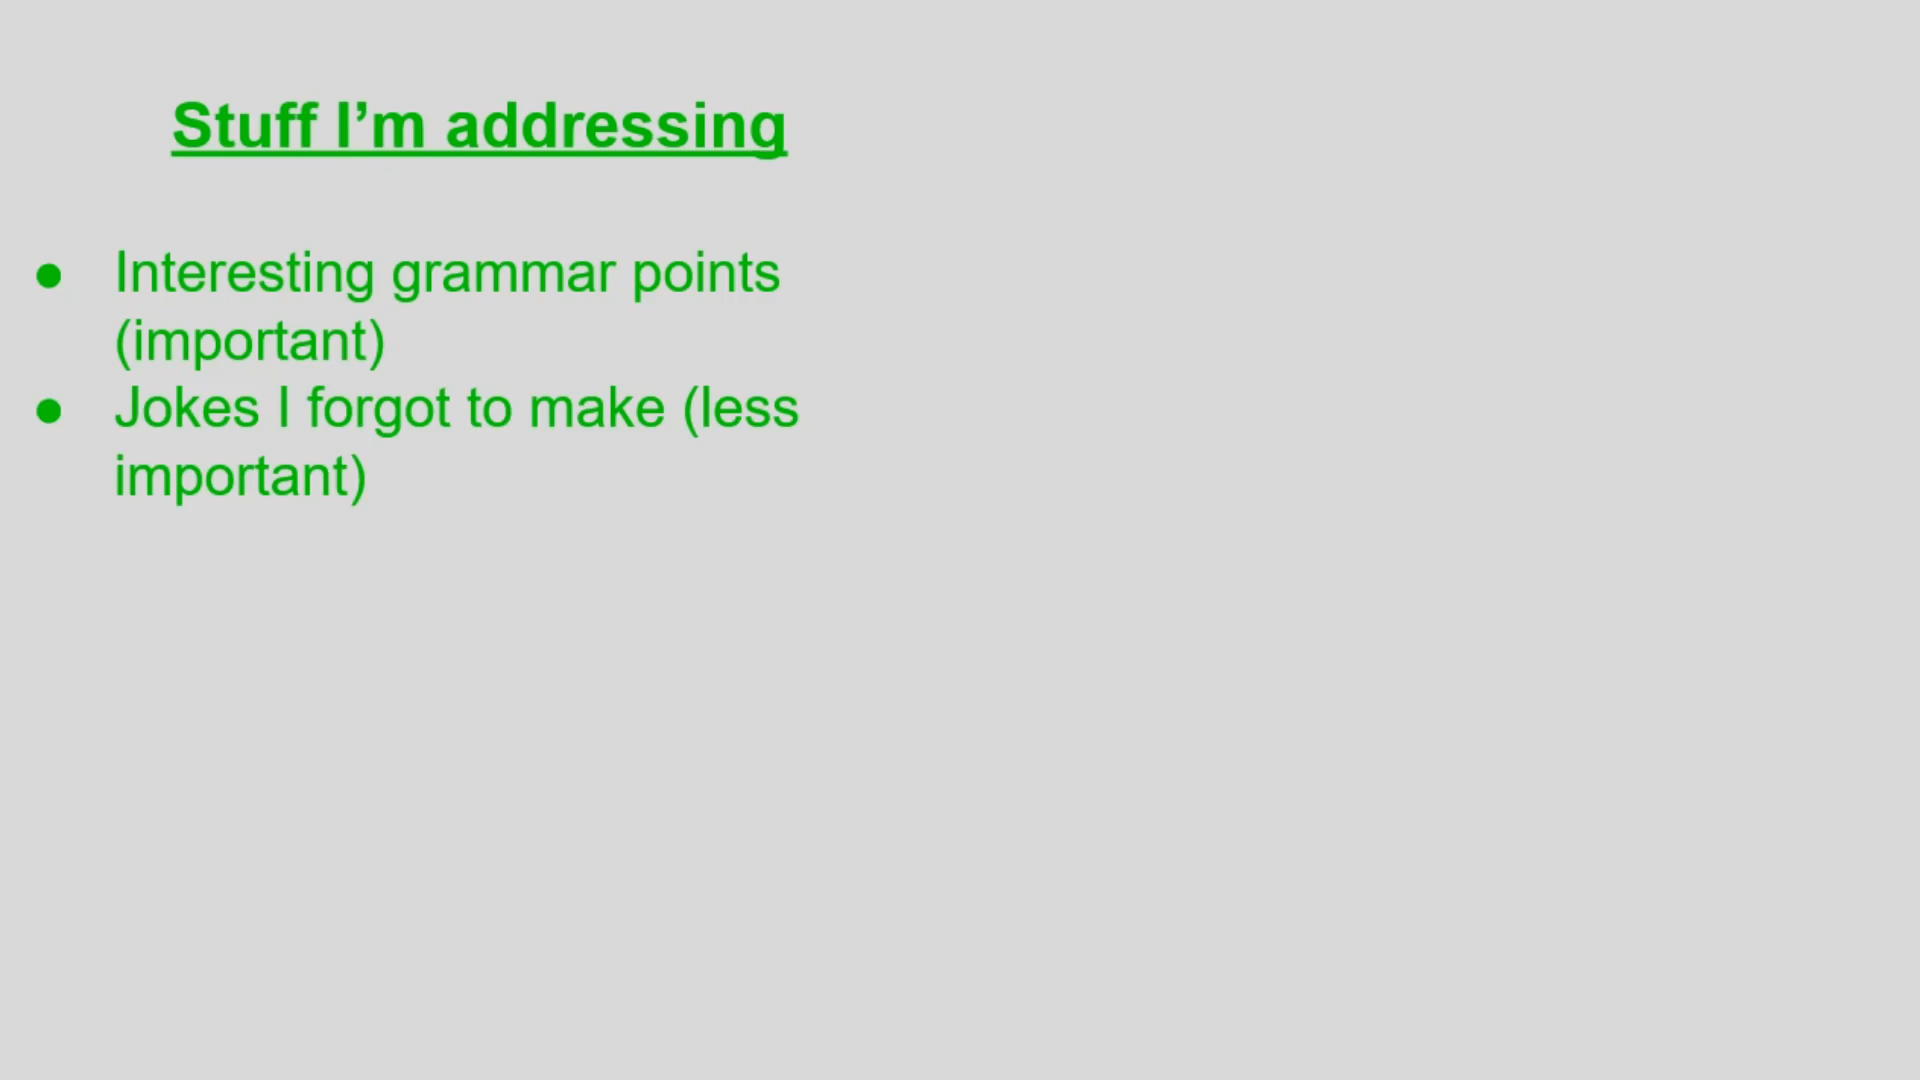 Stuff I’m addressing
● Interesting grammar points
(important)
● Jokes I forgot to make (less
important)